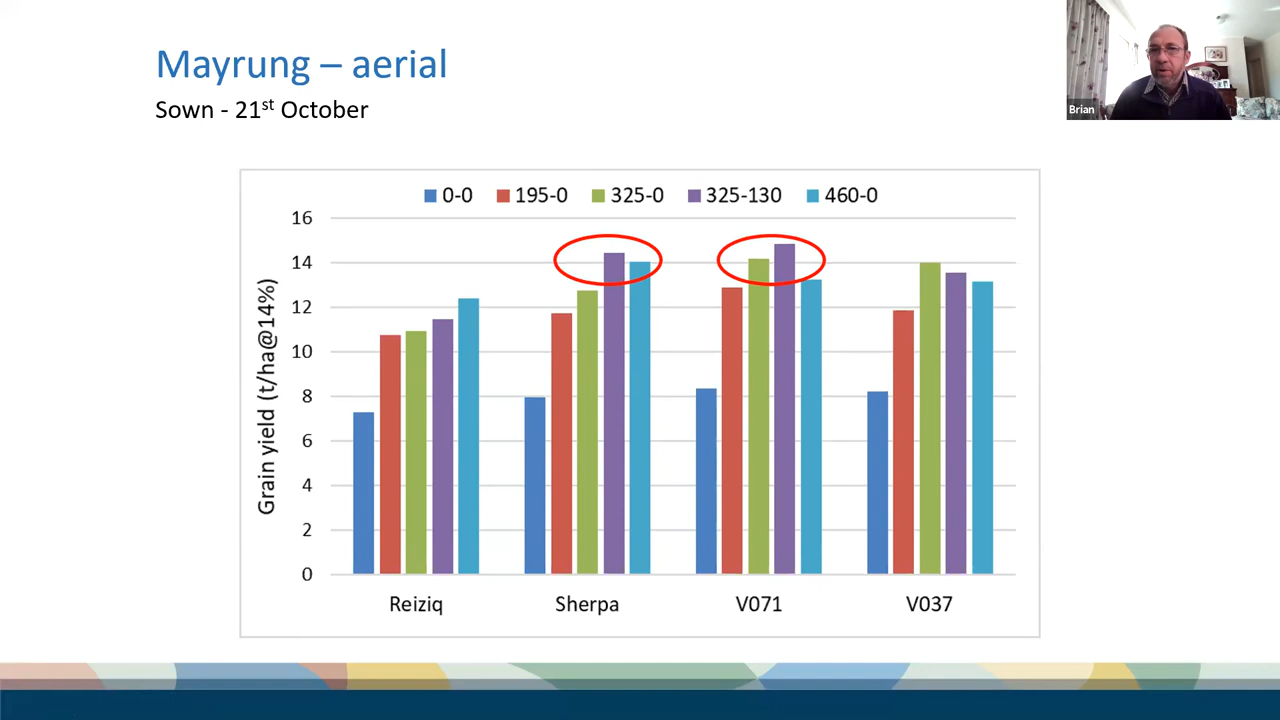 Mayrung – aerial
Sown - 21st October
Brian
0-0 195-0 325-0 325-130 460-0
Grain yield (t/ha@14%)
16
14
12
10
8
6
4
2
0
Reiziq Sherpa V071 V037